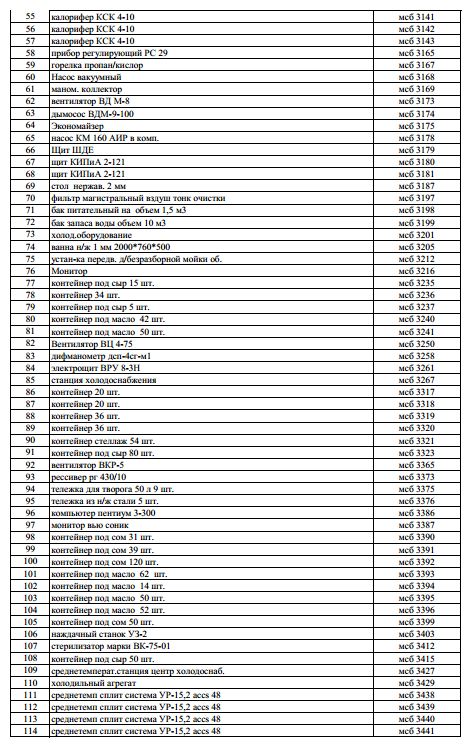 55 калорифер КСК 4-10 мсб 3141
56 калорифер КСК 4-10 мсб 3142
57 калорифер КСК 4-10 мсб 3143
58 прибор регулирующий РС 29 мсб 3165
59 горелка пропан/кислор мсб 3167
60 Насос вакуумный мсб 3168
61 маном. коллектор мсб 3169
62 вентилятор ВД М-8 мсб 3173
63 дымосос ВДМ-9-100 мсб 3174
64 Экономайзер мсб 3175
65 насос КМ 160 АИР в комп. мсб 3178
66 Щит ЩДЕ мсб 3179
67 щит КИПиА 2-121 мсб 3180
68 щит КИПиА 2-121 мсб 3181
69 стол нержав. 2 мм мсб 3187
70 фильтр магистральный вздуш тонк очистки мсб 3197
71 бак питательный на объем 1,5 м3 мсб 3198
72 бак запаса воды объем 10 м3 мсб 3199
73 холод.оборудование мсб 3201
74 ванна н/ж 1 мм 2000*760*500 мсб 3205
75 устан-ка передв. д/безразборной мойки об. мсб 3212
76 Монитор мсб 3216
77 контейнер под сыр 15 шт. мсб 3235
78 контейнер 34 шт. мсб 3236
79 контейнер под сыр 5 шт. мсб 3237
80 контейнер под масло 42 шт. мсб 3240
81 контейнер под масло 50 шт. мсб 3241
82 Вентилятор ВЦ 4-75 мсб 3250
83 дифманометр дсп-4сг-м1 мсб 3258
84 электрощит ВРУ 8-3Н мсб 3261
85 станция холодоснабжения мсб 3267
86 контейнер 20 шт. мсб 3317
87 контейнер 20 шт. мсб 3318
88 контейнер 36 шт. мсб 3319
89 контейнер 36 шт. мсб 3320
90 контейнер стеллаж 54 шт. мсб 3321
91 контейнер под сыр 80 шт. мсб 3323
92 вентилятор ВКР-5 мсб 3365
93 рессивер рг 430/10 мсб 3373
94 тележка для творога 50 л 9 шт. мсб 3375
95 тележка из н/ж стали 5 шт. мсб 3376
96 компьютер пентиум 3-300 мсб 3386
97 монитор вью соник мсб 3387
98 контейнер под сом 31 шт. мсб 3390
99 контейнер под сом 39 шт. мсб 3391
100 контейнер под сом 120 шт. мсб 3392
101 контейнер под масло 62 шт. мсб 3393
102 контейнер под масло 14 шт. мсб 3394
103 контейнер под масло 50 шт. мсб 3395
104 контейнер под масло 52 шт. мсб 3396
105 контейнер под сом 50 шт. мсб 3399
106 наждачный станок УЗ-2 мсб 3403
107 стерилизатор марки ВК-75-01 мсб 3412
108 контейнер под сыр 50 шт. мсб 3415
109 среднетемперат.станция центр холодоснаб. мсб 3427
110 холодильный агрегат мсб 3429
111 среднетемп сплит система УР-15,2 accs 48 мсб 3438
112 среднетемп сплит система УР-15,2 accs 48 мсб 3439
113 среднетемп сплит система УР-15,2 accs 48 мсб 3440
114 среднетемп сплит система УР-15,2 accs 48 мсб 3441